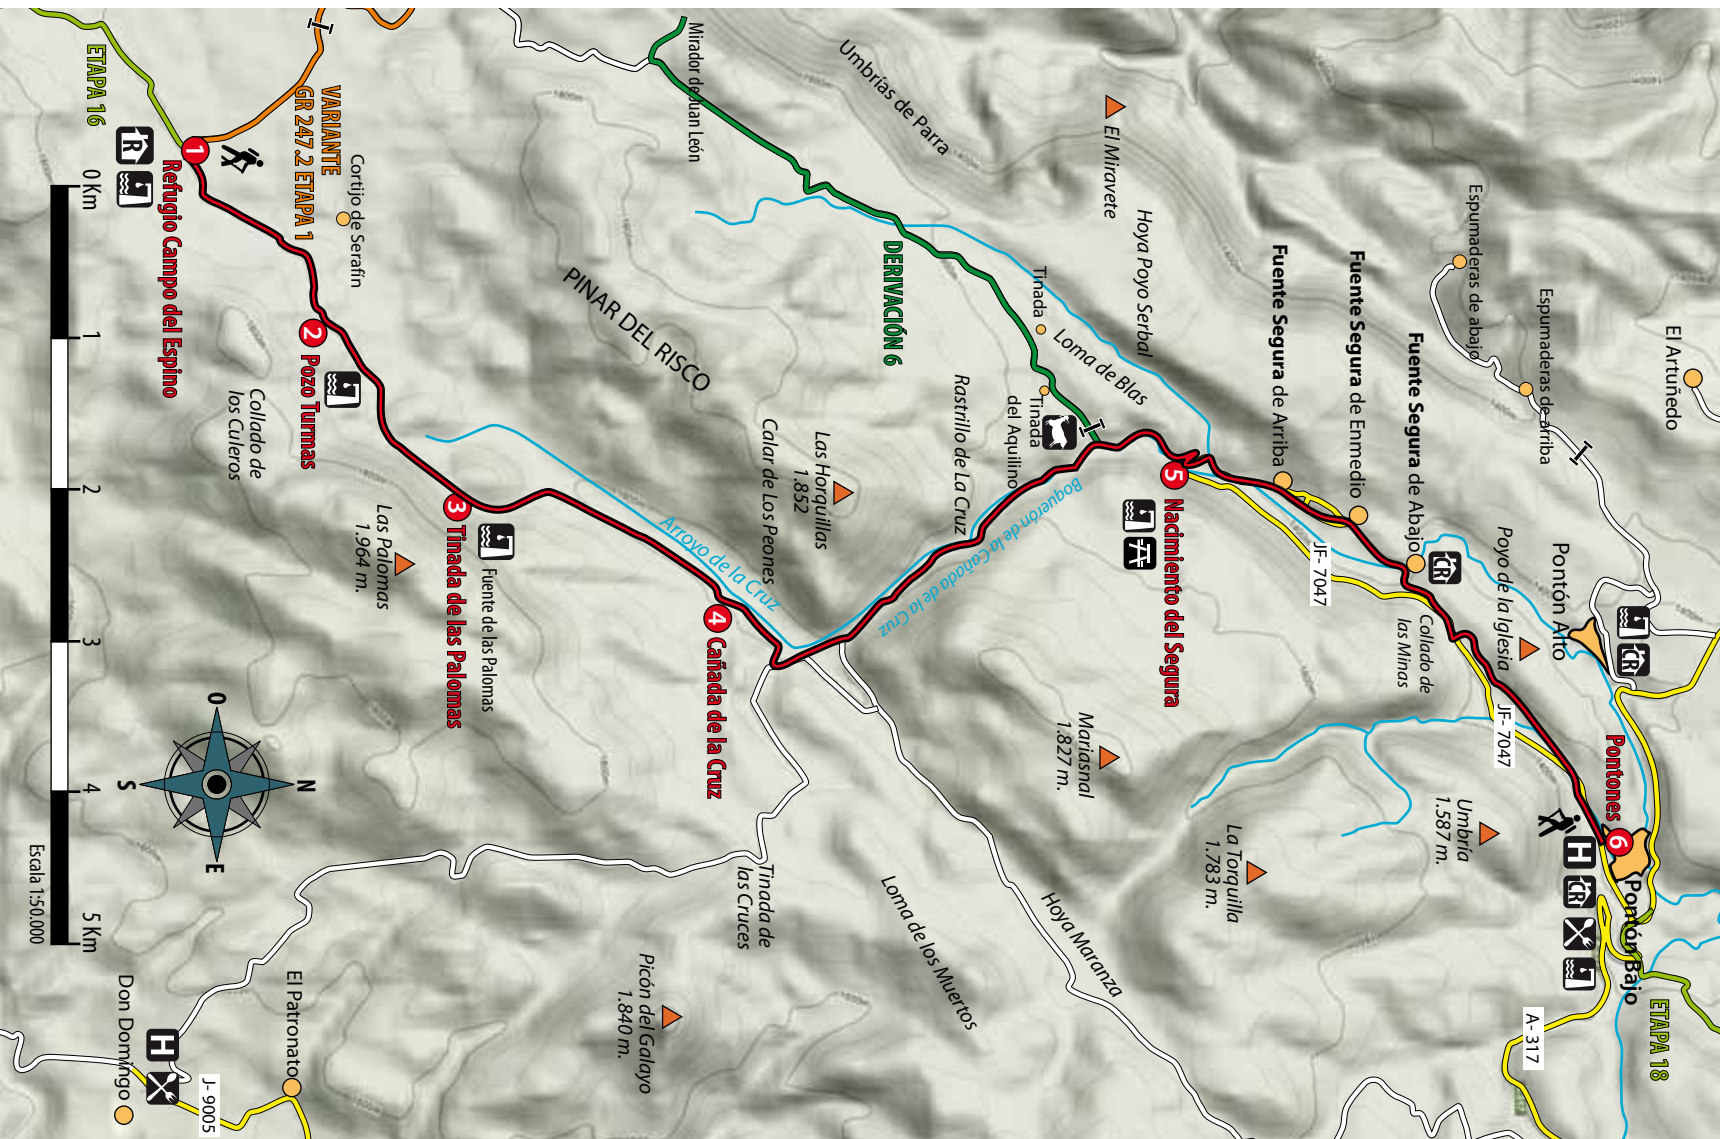 ETAPA 16
VARIANTE
GR 247.2 ETAPA 1
Cortijo de Serafín
1
Refugio Campo del Espino
R
2
Pozo Turmas
Collado de
los Culeros
3
Tinada de las Palomas
Fuente de las Palomas
Las Palomas
1.964 m.
4
Cañada de la Cruz
Arroyo de la Cruz
Calar de Los Peones
Las Horquillas
1.852
PINAR DEL RISCO
Mirador de Juan León
Umbrías de Parra
DERIVACIÓN 6
El Miravete
Hoya Poyo Serbal
Tinada
Loma de Blas
Tinada
del Aquilino
Rastrillo de La Cruz
Boquerón de la Cañada de la Cruz
5
Nacimiento del Segura
Fuente Segura de Arriba
Fuente Segura de Enmedio
Fuente Segura de Abajo
CR
JF-7047
Espumaderas de abajo
Espumaderas de arriba
El Artuñedo
Poyo de la Iglesia
Pontón Alto
CR
Collado de
las Minas
JF-7047
Pontones
6
Pontón Bajo
H
CR
Umbría
1.587 m.
La Torquilla
1.783 m.
Mariasnal
1.827 m.
Hoya Maranza
Loma de los Muertos
Tinada de
las Cruces
Picón del Galayo
1.840 m.
ETAPA 18
A-317
El Patronato
Don Domingo
H
J-9005
N
S
E
O
0 Km
1
2
3
4
5 Km
Escala 1:50.000